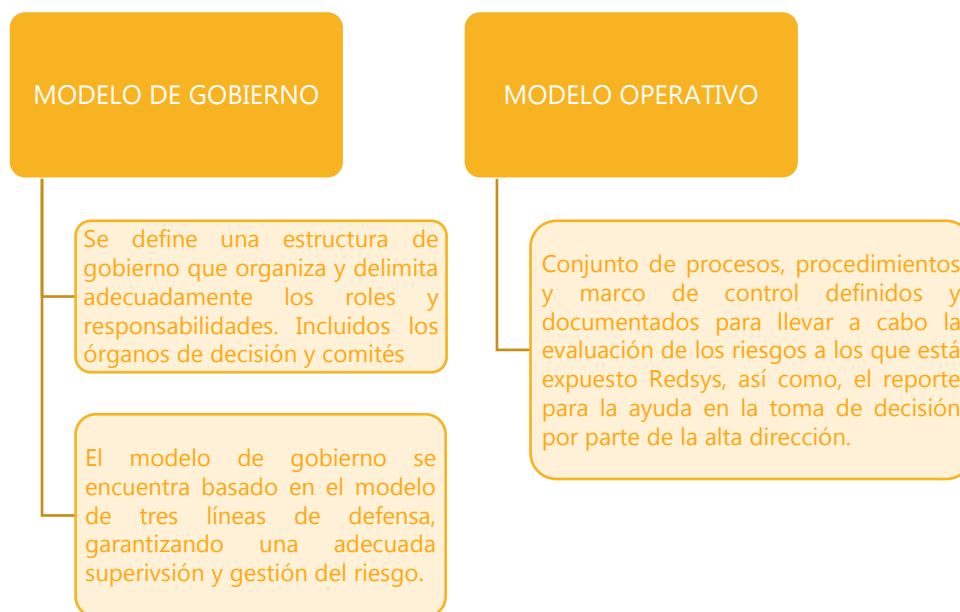 MODELO DE GOBIERNO
Se define una estructura de
gobierno que organiza y delimita
adecuadamente los roles y
responsabilidades. Incluidos los
órganos de decisión y comités
El modelo de gobierno se
encuentra basado en el modelo
de tres líneas de defensa,
garantizando una adecuada
superivsión y gestión del riesgo.
MODELO OPERATIVO
Conjunto de procesos, procedimientos
y marco de control definidos y
documentados para llevar a cabo la
evaluación de los riesgos a los que está
expuesto Redsys, así como, el reporte
para la ayuda en la toma de decisión
por parte de la alta dirección.